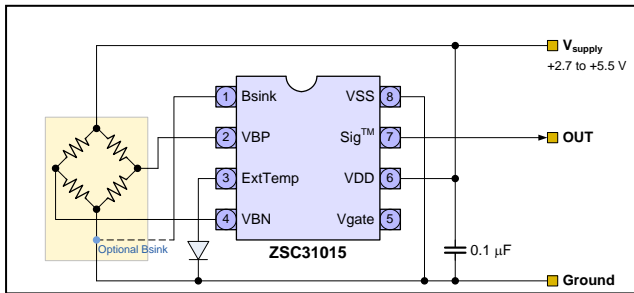 V supply
+2.7 to +5.5 V
1 Bsink VSS 8
2 VBP Sig™ 7 OUT
3 ExtTemp VDD 6
4 VBN Vgate 5
Optional Bsink
ZSC31015
0.1 µF
Ground